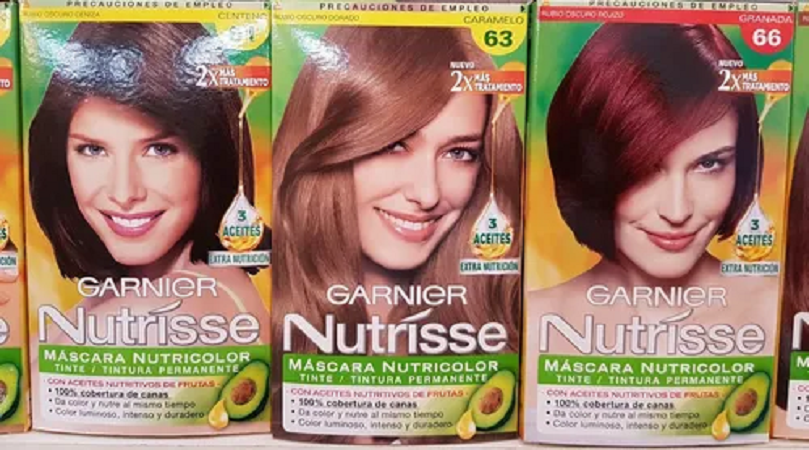 PRECAUCIONES DE EMPLEO
RUBIO OSCURO CENIZA
CENTENO
2X MÁS TRATAMIENTO
3 ACEITES
EXTRA NUTRICIÓN
GARNIER
Nutrisse
MÁSCARA NUTRICOLOR
TINTE / TINTURA PERMANENTE
CON ACEITES NUTRITIVOS DE FRUTAS
• 100% cobertura de canas
• Da color y nutre al mismo tiempo
• Color luminoso, intenso y duradero
PRECAUCIONES DE EMPLEO
RUBIO OSCURO DORADO
CARAMELO
63
NUEVO
2X MÁS TRATAMIENTO
3 ACEITES
EXTRA NUTRICIÓN
GARNIER
Nutrisse
MÁSCARA NUTRICOLOR
TINTE / TINTURA PERMANENTE
CON ACEITES NUTRITIVOS DE FRUTAS
• 100% cobertura de canas
• Da color y nutre al mismo tiempo
• Color luminoso, intenso y duradero
PRECAUCIONES DE EMPLEO
RUBIO OSCURO ROJIZO
GRANADA
66
NUEVO
2X MÁS TRATAMIENTO
3 ACEITES
EXTRA NUTRICIÓN
GARNIER
Nutrisse
MÁSCARA NUTRICOLOR
TINTE / TINTURA PERMANENTE
CON ACEITES NUTRITIVOS DE FRUTAS
• 100% cobertura de canas
• Da color y nutre al mismo tiempo
• Color luminoso, intenso y duradero